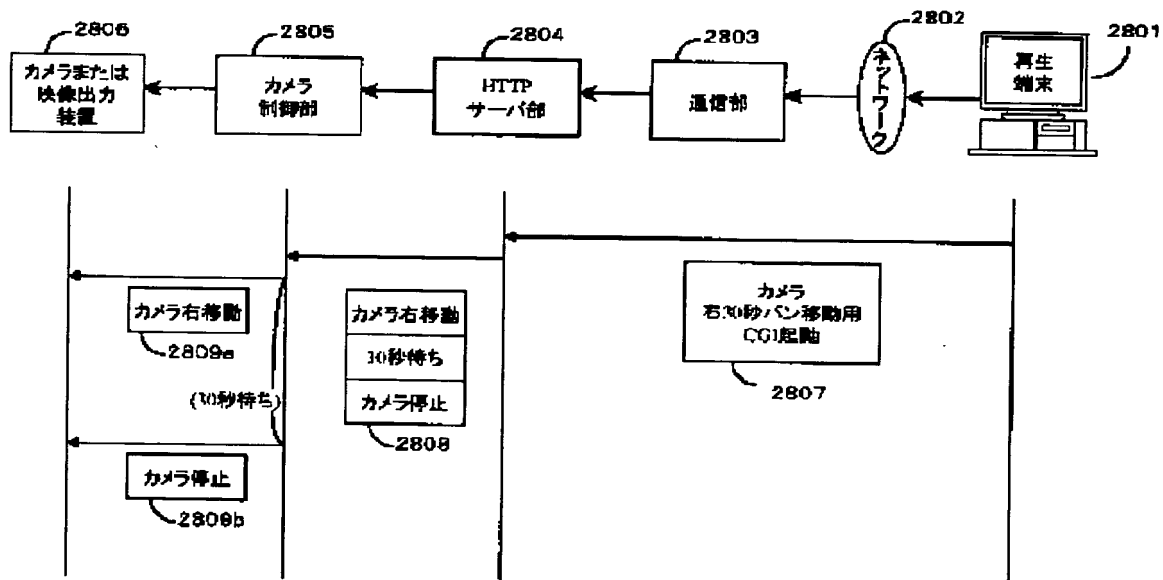 2806
2805
2804
2803
2802
2801
カメラまたは
映像出力
装置
カメラ
制御部
HTTP
サーバ部
通信部
ネットワーク
再生
端末
カメラ右移動
2809a
(30秒待ち)
カメラ停止
2809b
カメラ右移動
30秒待ち
カメラ停止
2808
カメラ
右30秒パン移動用
CGI起動
2807